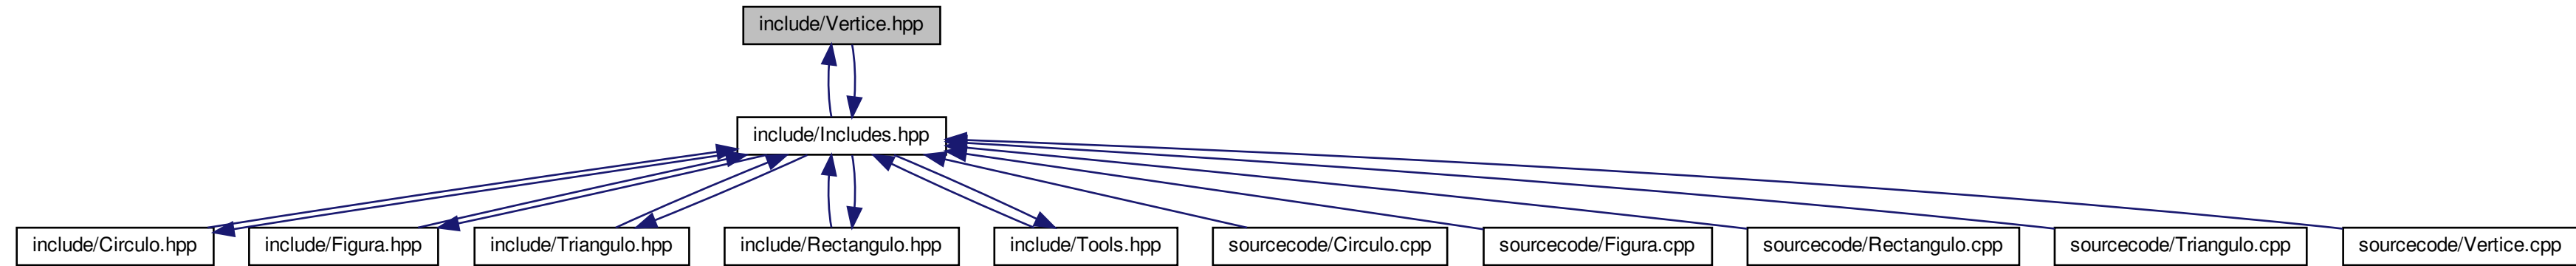 include/Vertice.hpp
include/Includes.hpp
include/Circulo.hpp
include/Figura.hpp
include/Triangulo.hpp
include/Rectangulo.hpp
include/Tools.hpp
sourcecode/Circulo.cpp
sourcecode/Figura.cpp
sourcecode/Rectangulo.cpp
sourcecode/Triangulo.cpp
sourcecode/Vertice.cpp